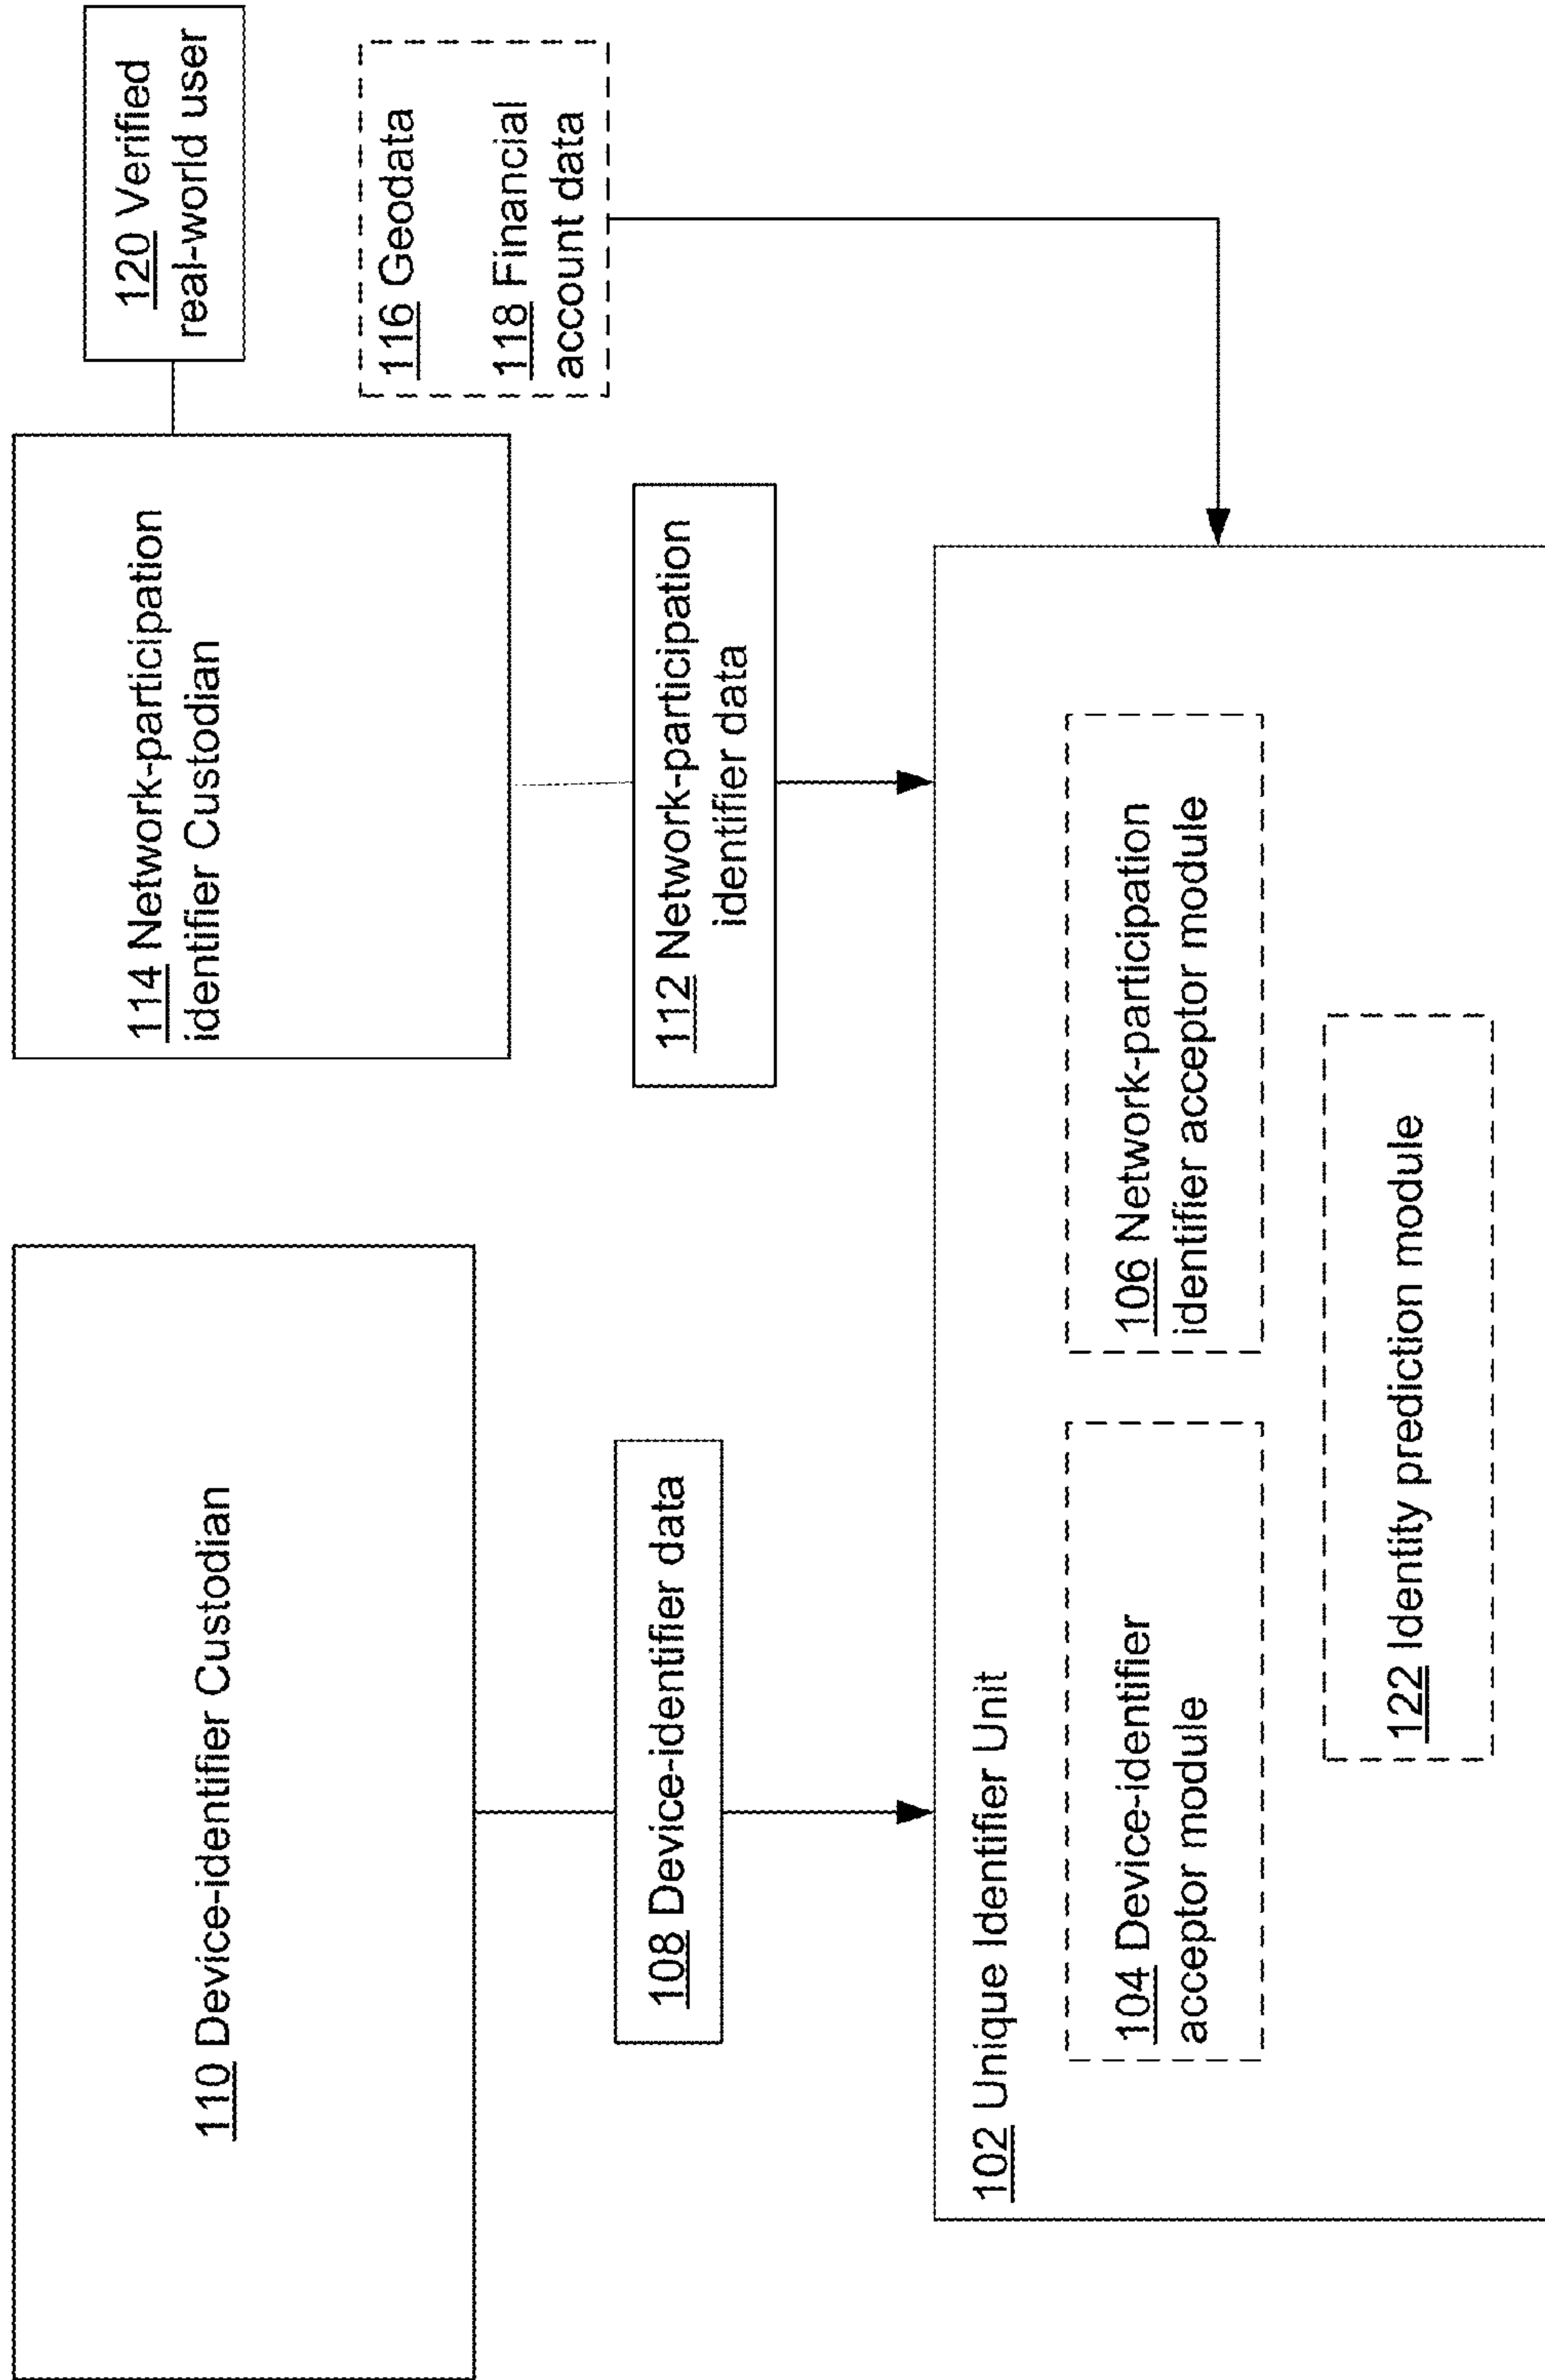 110 Device-identifier Custodian
114 Network-participation
identifier Custodian
120 Verified
real-world user
108 Device-identifier data
112 Network-participation
identifier data
116 Geodata
118 Financial
account data
102 Unique Identifier Unit
104 Device-identifier
acceptor module
106 Network-participation
identifier acceptor module
122 Identity prediction module